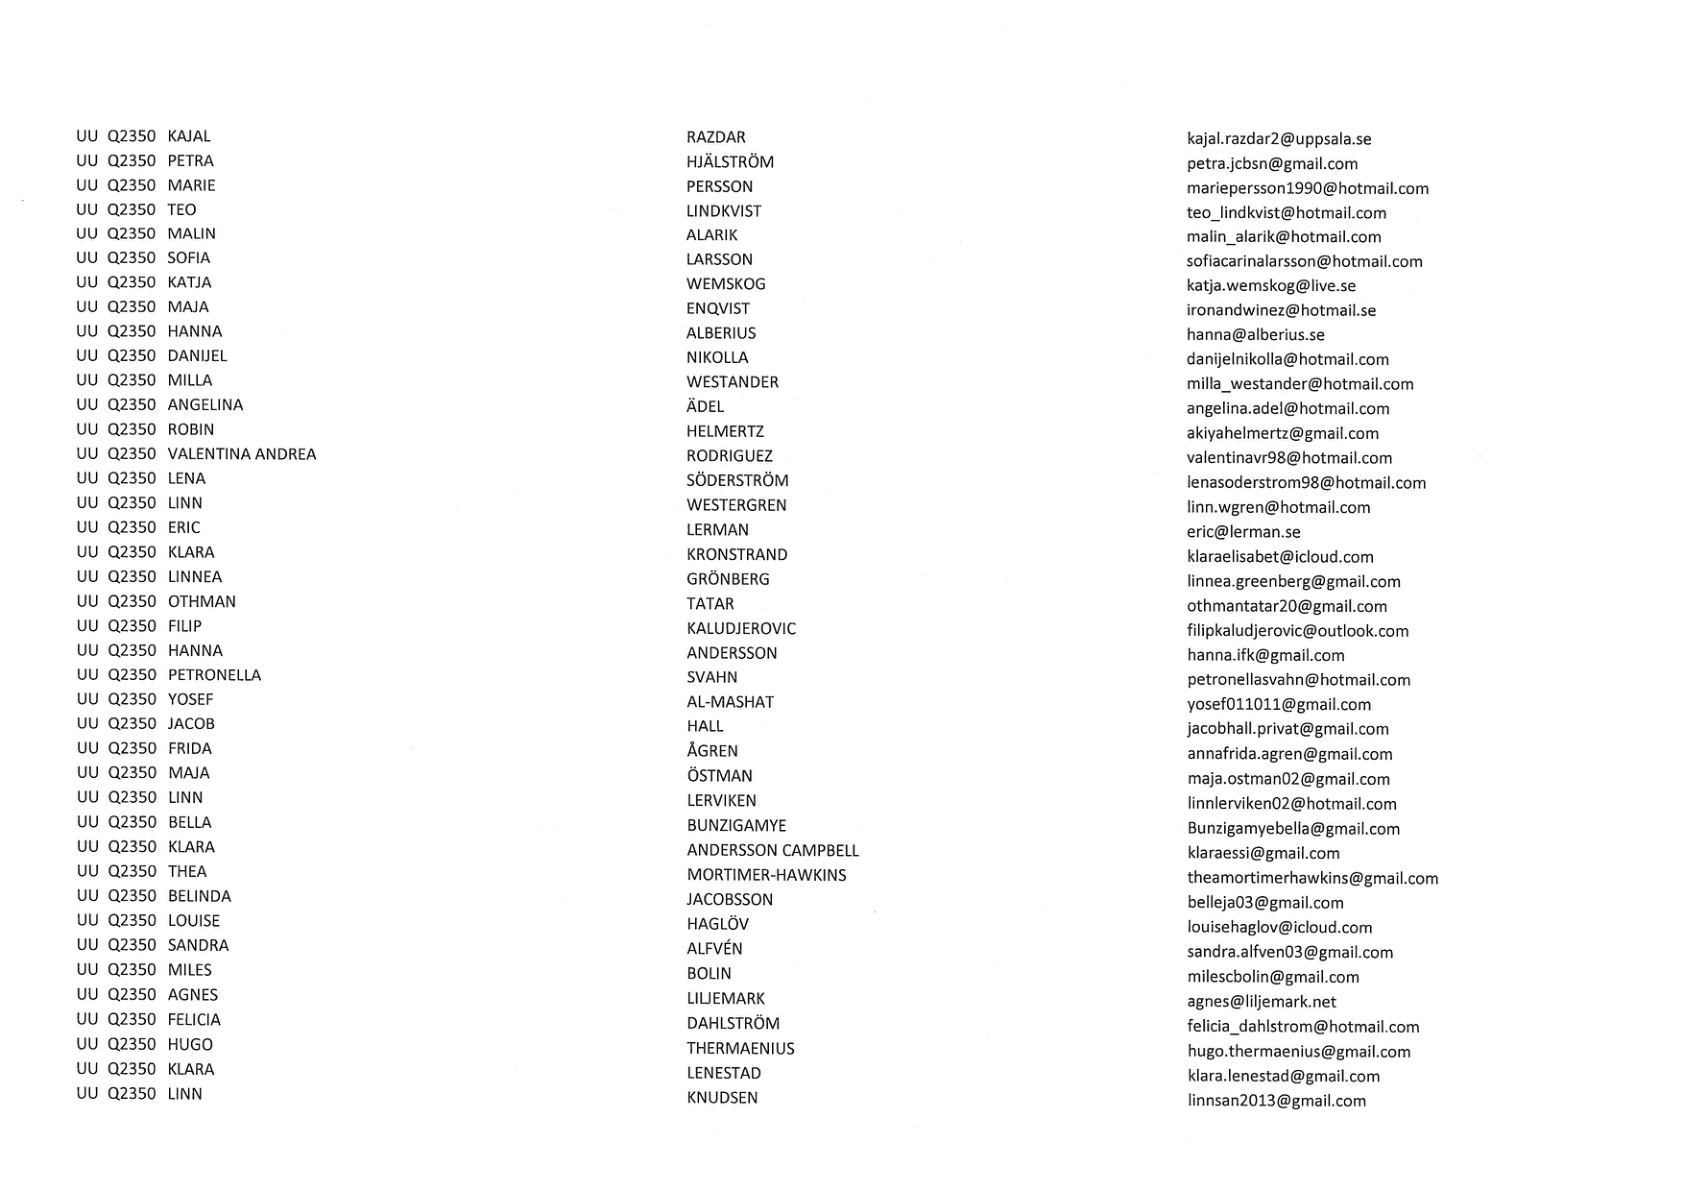 UU Q2350 KAJAL RAZDAR kajal.razdar2@uppsala.se
UU Q2350 PETRA HJÄLSTRÖM petra.jcbsn@gmail.com
UU Q2350 MARIE PERSSON mariepersson1990@hotmail.com
UU Q2350 TEO LINDKVIST teo_lindkvist@hotmail.com
UU Q2350 MALIN ALARIK malin_alarik@hotmail.com
UU Q2350 SOFIA LARSSON sofiacarinalarsson@hotmail.com
UU Q2350 KATJA WEMSKOG katja.wemskog@live.se
UU Q2350 MAJA ENQVIST ironandwinez@hotmail.se
UU Q2350 HANNA ALBERIUS hanna@alberius.se
UU Q2350 DANIJEL NIKOLLA danijelnikolla@hotmail.com
UU Q2350 MILLA WESTANDER milla_westander@hotmail.com
UU Q2350 ANGELINA ÄDEL angelina.adel@hotmail.com
UU Q2350 ROBIN HELMERTZ akiyahelmertz@gmail.com
UU Q2350 VALENTINA ANDREA RODRIGUEZ valentinavr98@hotmail.com
UU Q2350 LENA SÖDERSTRÖM lenasoderstrom98@hotmail.com
UU Q2350 LINN WESTERGREN linn.wgren@hotmail.com
UU Q2350 ERIC LERMAN eric@lerman.se
UU Q2350 KLARA KRONSTRAND klaraelisabet@icloud.com
UU Q2350 LINNEA GRÖNBERG linnea.greenberg@gmail.com
UU Q2350 OTHMAN TATAR othmantatar20@gmail.com
UU Q2350 FILIP KALUDJEROVIC filipkaludjerovic@outlook.com
UU Q2350 HANNA ANDERSSON hanna.ifk@gmail.com
UU Q2350 PETRONELLA SVAHN petronellasvahn@hotmail.com
UU Q2350 YOSEF AL-MASHAT yosef011011@gmail.com
UU Q2350 JACOB HALL jacobhall.privat@gmail.com
UU Q2350 FRIDA ÅGREN annafrida.agren@gmail.com
UU Q2350 MAJA ÖSTMAN maja.ostman02@gmail.com
UU Q2350 LINN LERVIKEN linnlerviken02@hotmail.com
UU Q2350 BELLA BUNZIGAMYE Bunzigamyebella@gmail.com
UU Q2350 KLARA ANDERSSON CAMPBELL klaraessi@gmail.com
UU Q2350 THEA MORTIMER-HAWKINS theamortimerhawkins@gmail.com
UU Q2350 BELINDA JACOBSSON belleja03@gmail.com
UU Q2350 LOUISE HAGLÖV louisehaglov@icloud.com
UU Q2350 SANDRA ALFVÉN sandra.alfven03@gmail.com
UU Q2350 MILES BOLIN milescbolin@gmail.com
UU Q2350 AGNES LILJEMARK agnes@liljemark.net
UU Q2350 FELICIA DAHLSTRÖM felicia_dahlstrom@hotmail.com
UU Q2350 HUGO THERMAENIUS hugo.thermaenius@gmail.com
UU Q2350 KLARA LENESTAD klara.lenestad@gmail.com
UU Q2350 LINN KNUDSEN linnsan2013@gmail.com